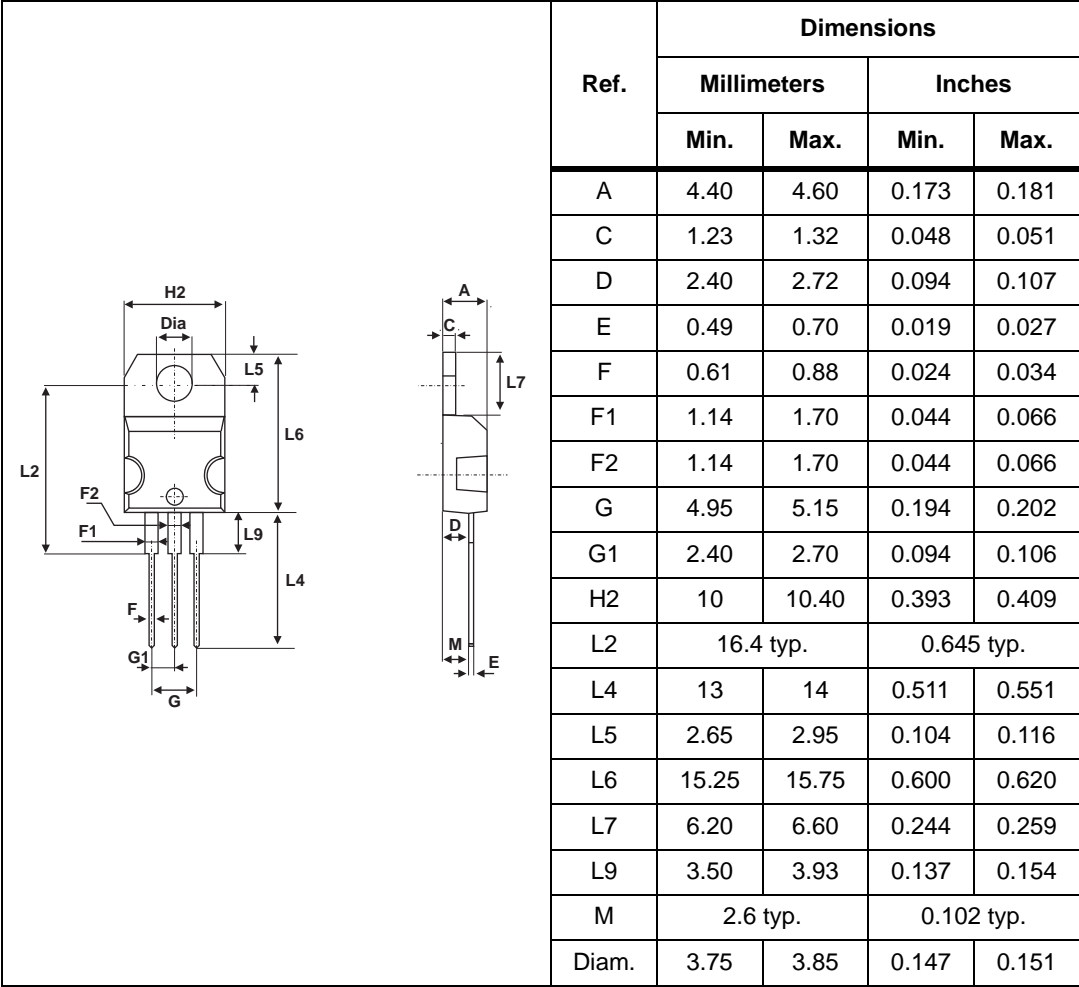 Ref.
Dimensions
Millimeters Inches
Min. Max. Min. Max.
A 4.40 4.60 0.173 0.181
C 1.23 1.32 0.048 0.051
D 2.40 2.72 0.094 0.107
E 0.49 0.70 0.019 0.027
F 0.61 0.88 0.024 0.034
F1 1.14 1.70 0.044 0.066
F2 1.14 1.70 0.044 0.066
G 4.95 5.15 0.194 0.202
G1 2.40 2.70 0.094 0.106
H2 10 10.40 0.393 0.409
L2 16.4 typ. 0.645 typ.
L4 13 14 0.511 0.551
L5 2.65 2.95 0.104 0.116
L6 15.25 15.75 0.600 0.620
L7 6.20 6.60 0.244 0.259
L9 3.50 3.93 0.137 0.154
M 2.6 typ. 0.102 typ.
Diam. 3.75 3.85 0.147 0.151
H2
Dia
L5
L6
L2
F2
F1
L9
L4
F
G1
G
A
C
L7
D
M
E